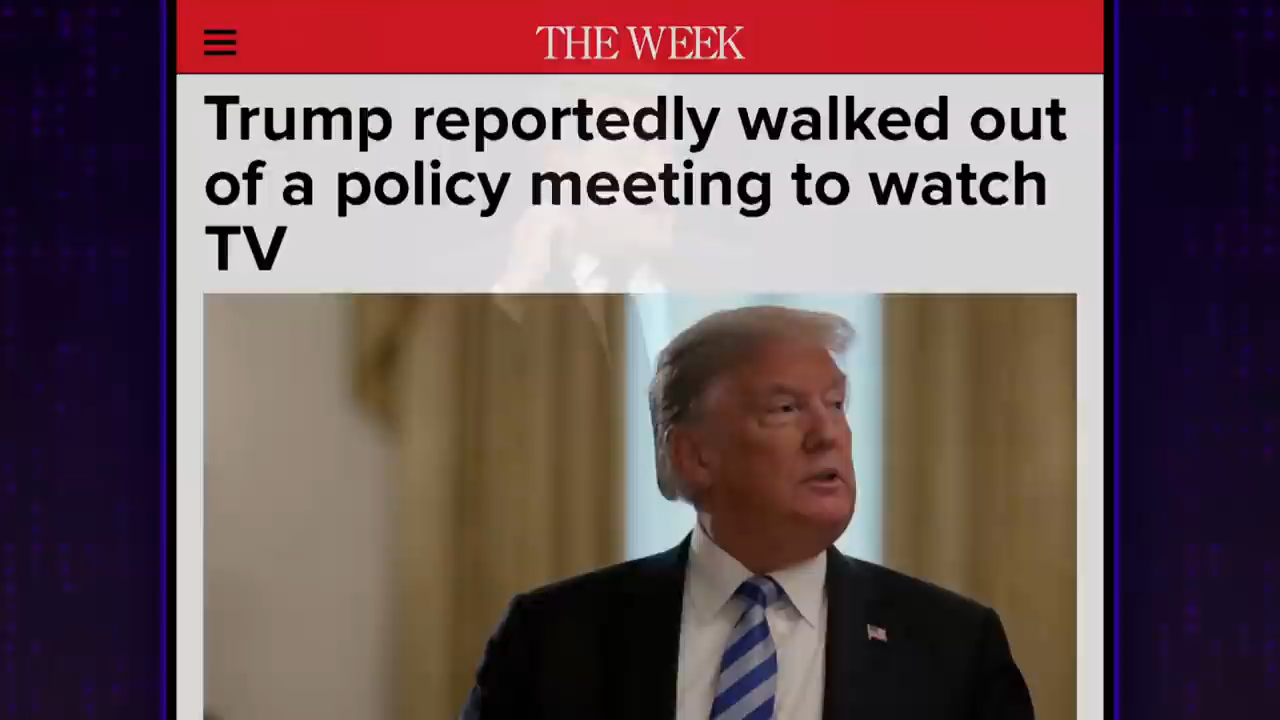 THE WEEK
Trump reportedly walked out
of a policy meeting to watch
TV